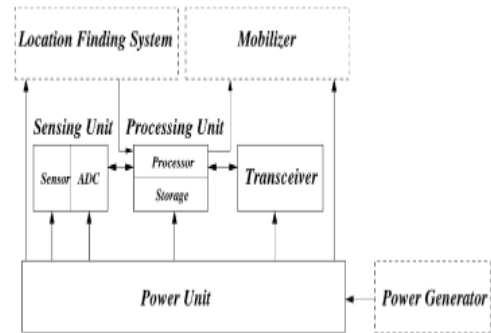 Location Finding System
Mobilizer
Sensing Unit
Processing Unit
Sensor
ADC
Processor
Storage
Transceiver
Power Unit
Power Generator